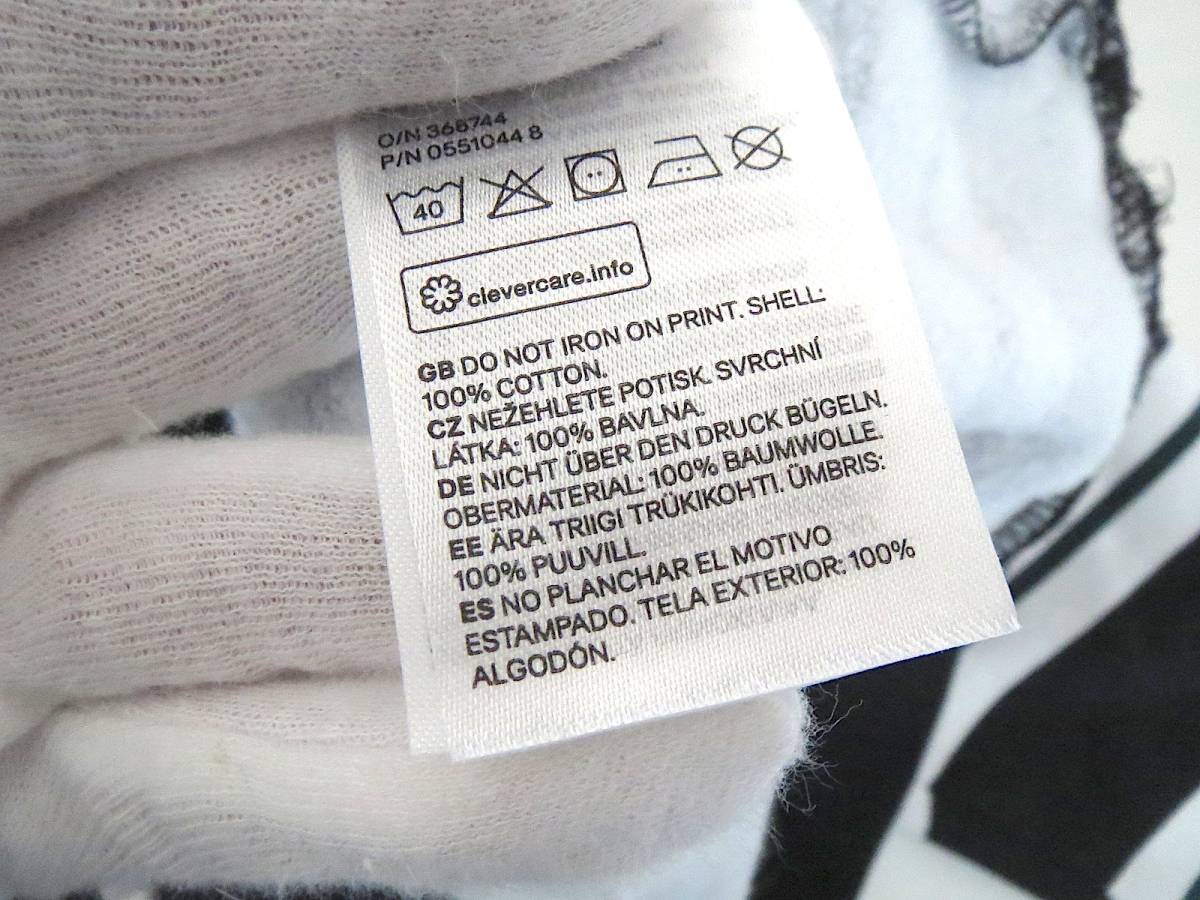 O/N 368744
P/N 0551044 8
40
clevercare.info
GB DO NOT IRON ON PRINT. SHELL:
100% COTTON.
CZ NEŽEHLETE POTISK. SVRCHNÍ
LÁTKA: 100% BAVLNA.
DE NICHT ÜBER DEN DRUCK BÜGELN.
OBERMATERIAL: 100% BAUMWOLLE.
EE ÄRA TRIIGI TRÜKIKOHTI. ÜMBRIS:
100% PUUVILL.
ES NO PLANCHAR EL MOTIVO
ESTAMPADO. TELA EXTERIOR: 100%
ALGODÓN.